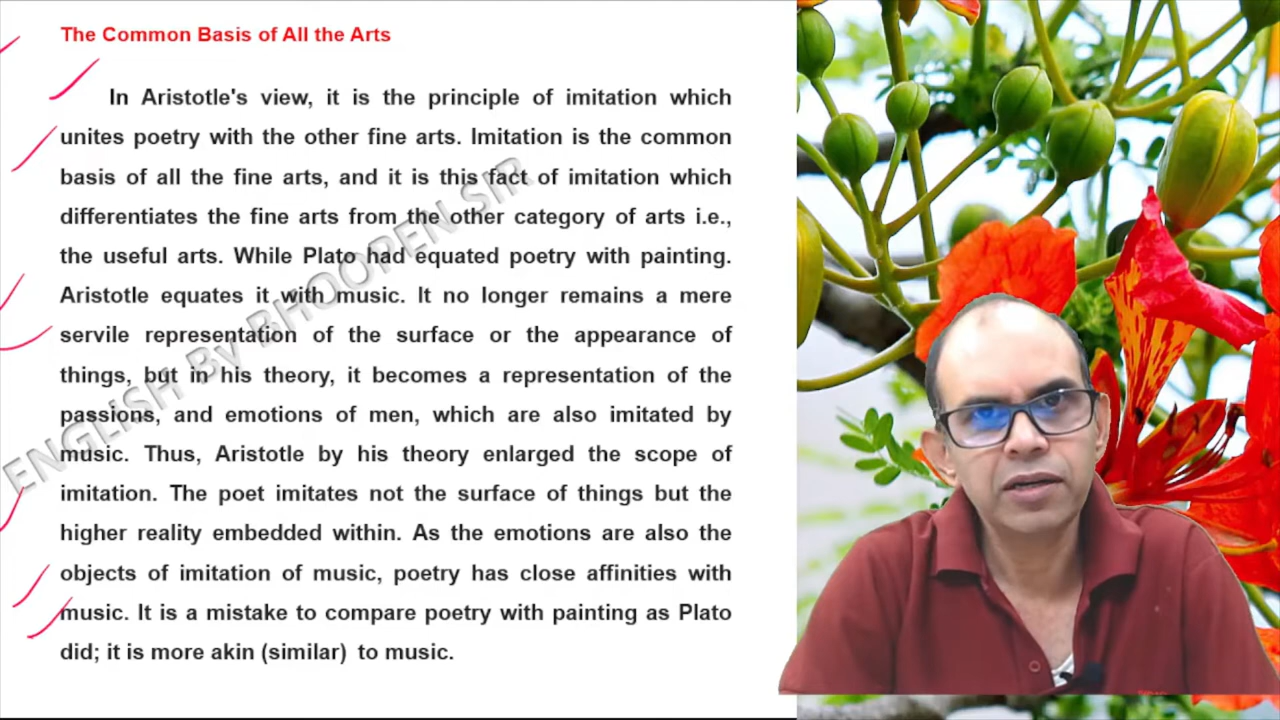 The Common Basis of All the Arts
In Aristotle's view, it is the principle of imitation which
unites poetry with the other fine arts. Imitation is the common
basis of all the fine arts, and it is this fact of imitation which
differentiates the fine arts from the other category of arts i.e.,
the useful arts. While Plato had equated poetry with painting.
Aristotle equates it with music. It no longer remains a mere
servile representation of the surface or the appearance of
things, but in his theory, it becomes a representation of the
passions, and emotions of men, which are also imitated by
music. Thus, Aristotle by his theory enlarged the scope of
imitation. The poet imitates not the surface of things but the
higher reality embedded within. As the emotions are also the
objects of imitation of music, poetry has close affinities with
music. It is a mistake to compare poetry with painting as Plato
did; it is more akin (similar) to music.
ENGLISH By BHOOPEN SIR